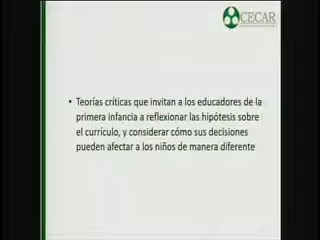 CECAR
• Teorías críticas que invitan a los educadores de la
primera infancia a reflexionar las hipótesis sobre
el currículo, y considerar cómo sus decisiones
pueden afectar a los niños de manera diferente